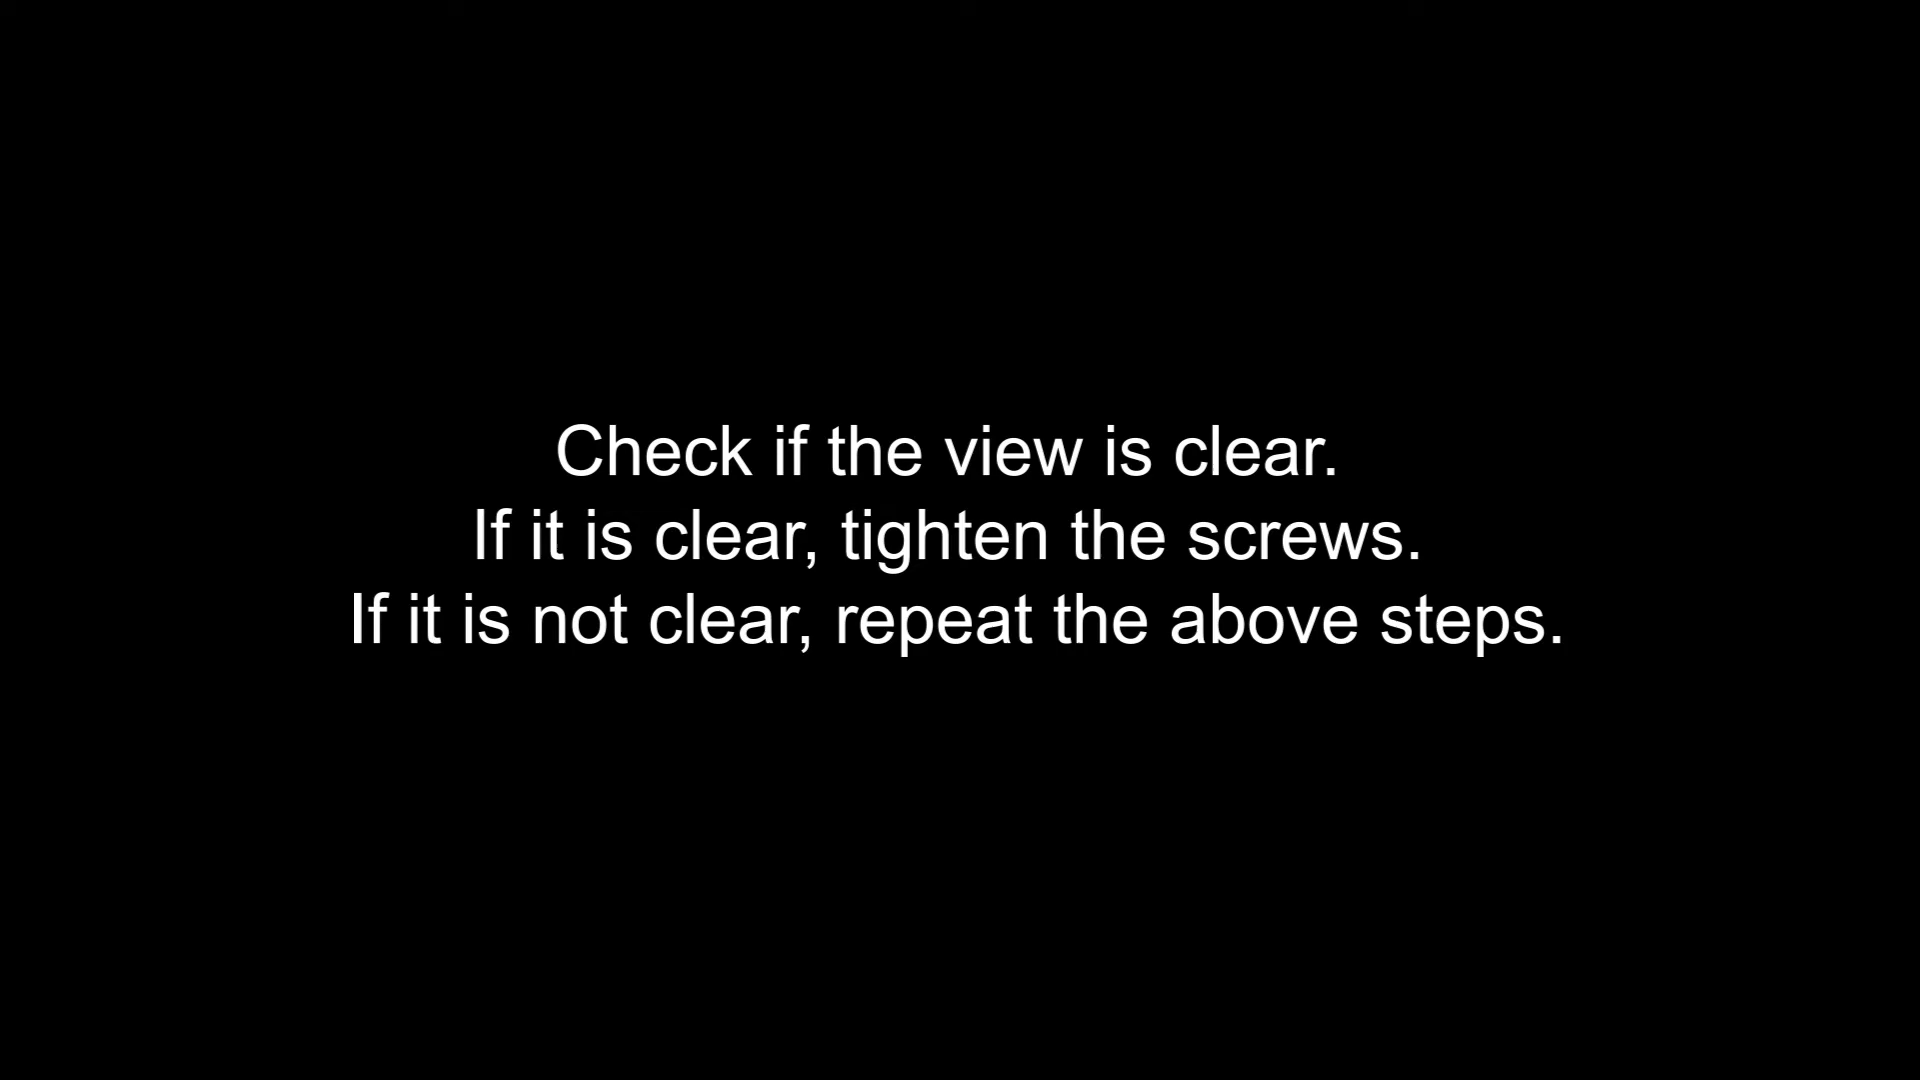 Check if the view is clear.
If it is clear, tighten the screws.
If it is not clear, repeat the above steps.